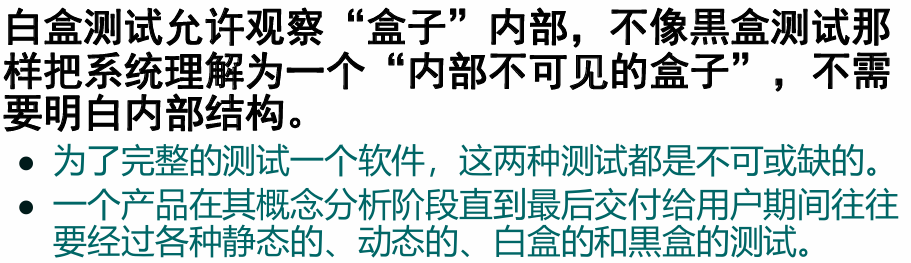 白盒测试允许观察“盒子”内部，不像黒盒测试那
样把系统理解为一个“内部不可见的盒子”，不需
要明白内部结构。
● 为了完整的测试一个软件，这两种测试都是不可或缺的。
● 一个产品在其概念分析阶段直到最后交付给用户期间往往
要经过各种静态的、动态的、白盒的和黒盒的测试。